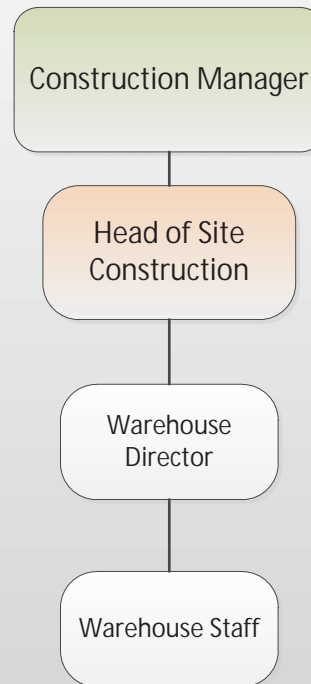 Construction Manager
Head of Site
Construction
Warehouse
Director
Warehouse Staff